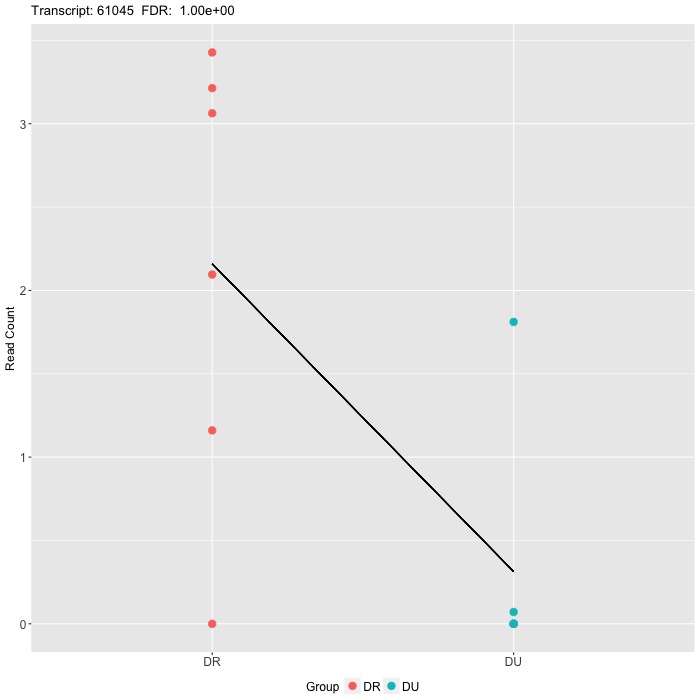 Transcript: 61045  FDR:  1.00e+00
3
2
1
0
Read Count
DR
DU
Group DR DU